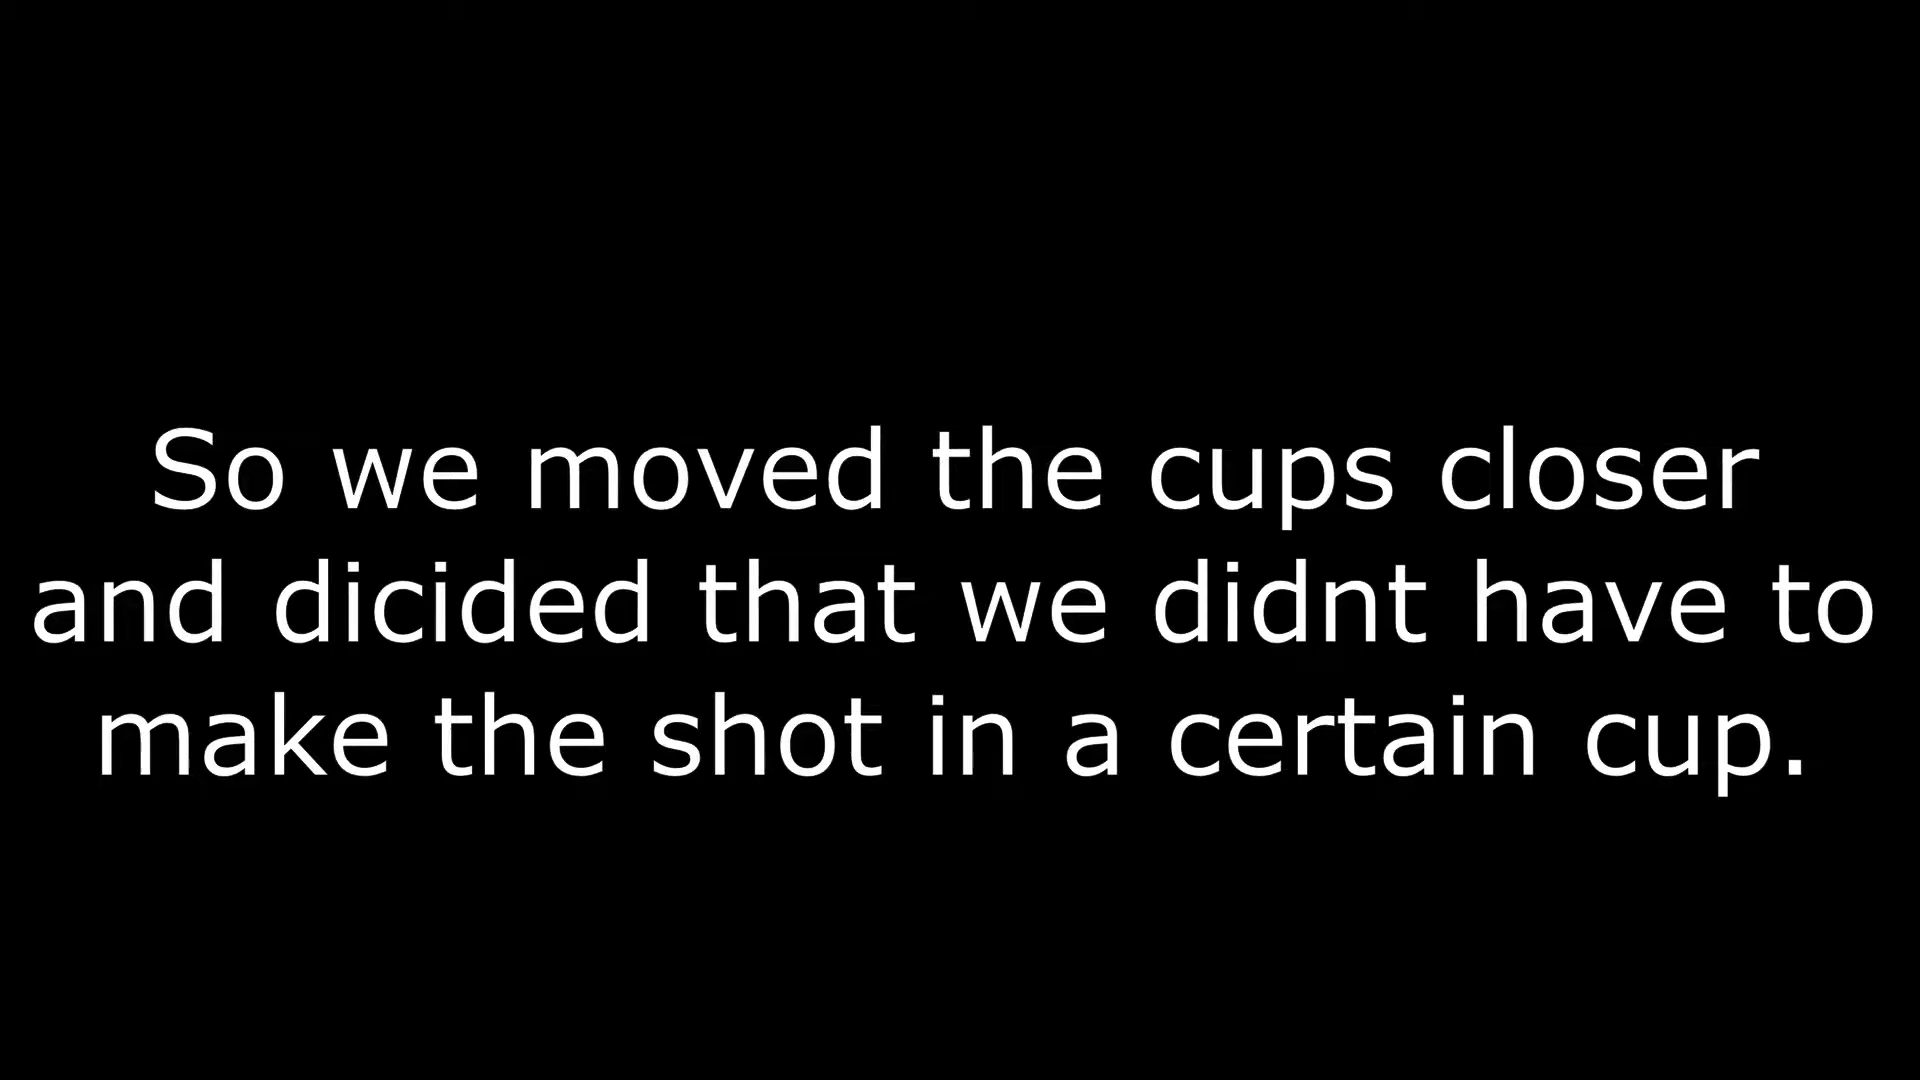 So we moved the cups closer
and dicided that we didnt have to
make the shot in a certain cup.